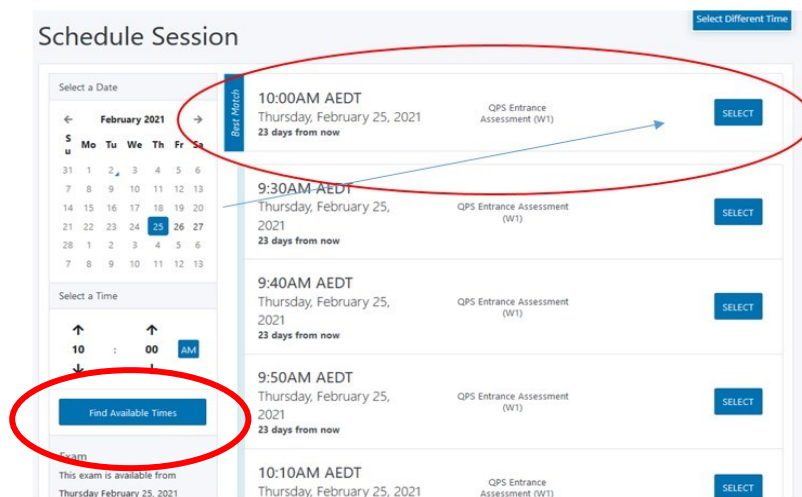 Select Different Time
Schedule Session
Select a Date
← February 2021 →
Su Mo Tu We Th Fr Sa
31 1 2 3 4 5 6
7 8 9 10 11 12 13
14 15 16 17 18 19 20
21 22 23 24 25 26 27
28 1 2 3 4 5 6
7 8 9 10 11 12 13
Select a Time
10 : 00 AM
Find Available Times
Exam
This exam is available from
Thursday February 25, 2021
Best Match
10:00AM AEDT
Thursday, February 25, 2021
23 days from now
QPS Entrance
Assessment (W1)
SELECT
9:30AM AEDT
Thursday, February 25,
2021
23 days from now
QPS Entrance Assessment
(W1)
SELECT
9:40AM AEDT
Thursday, February 25,
2021
23 days from now
QPS Entrance Assessment
(W1)
SELECT
9:50AM AEDT
Thursday, February 25,
2021
23 days from now
QPS Entrance Assessment
(W1)
SELECT
10:10AM AEDT
Thursday, February 25, 2021
QPS Entrance
Assessment (W1)
SELECT